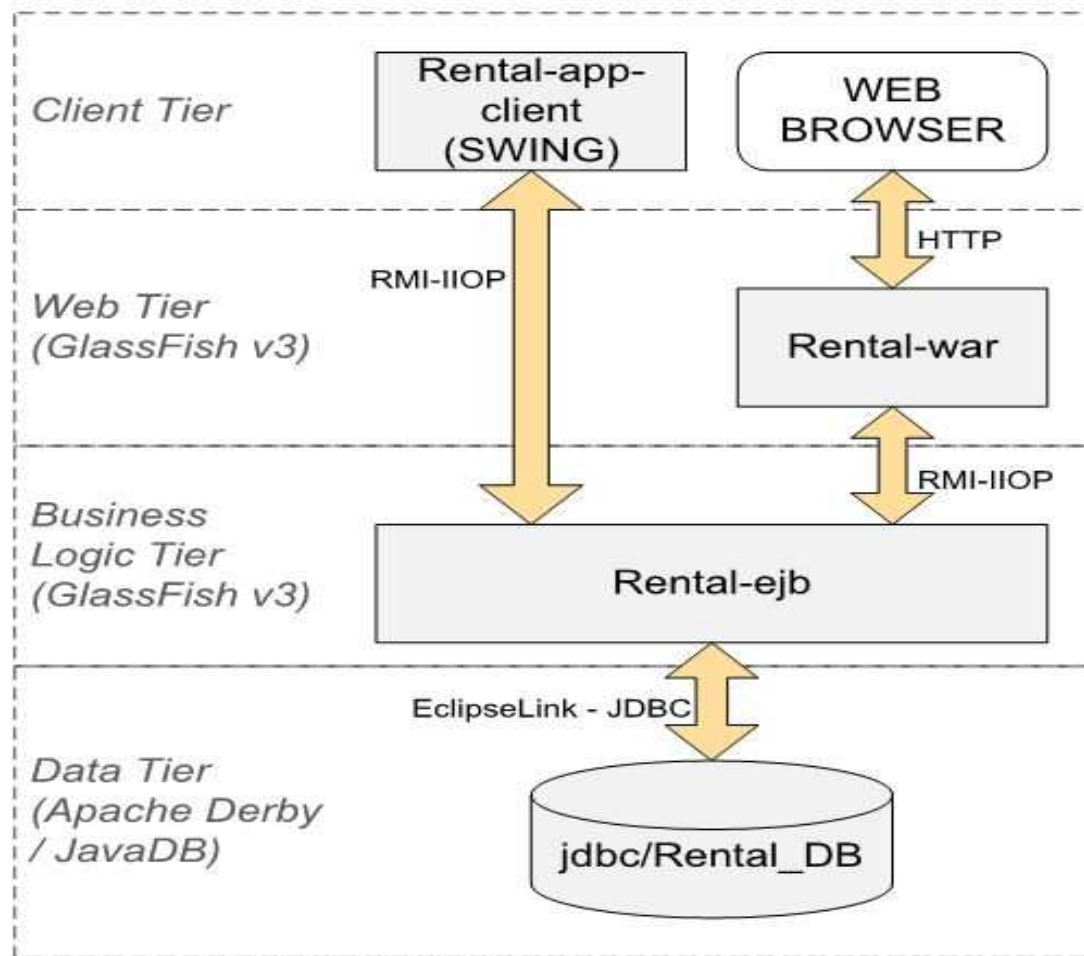 Client Tier
Rental-app-
client
(SWING)
WEB
BROWSER
RMI-IIOP
HTTP
Web Tier
(GlassFish v3)
Rental-war
RMI-IIOP
Business
Logic Tier
(GlassFish v3)
Rental-ejb
EclipseLink - JDBC
Data Tier
(Apache Derby
/ JavaDB)
jdbc/Rental_DB